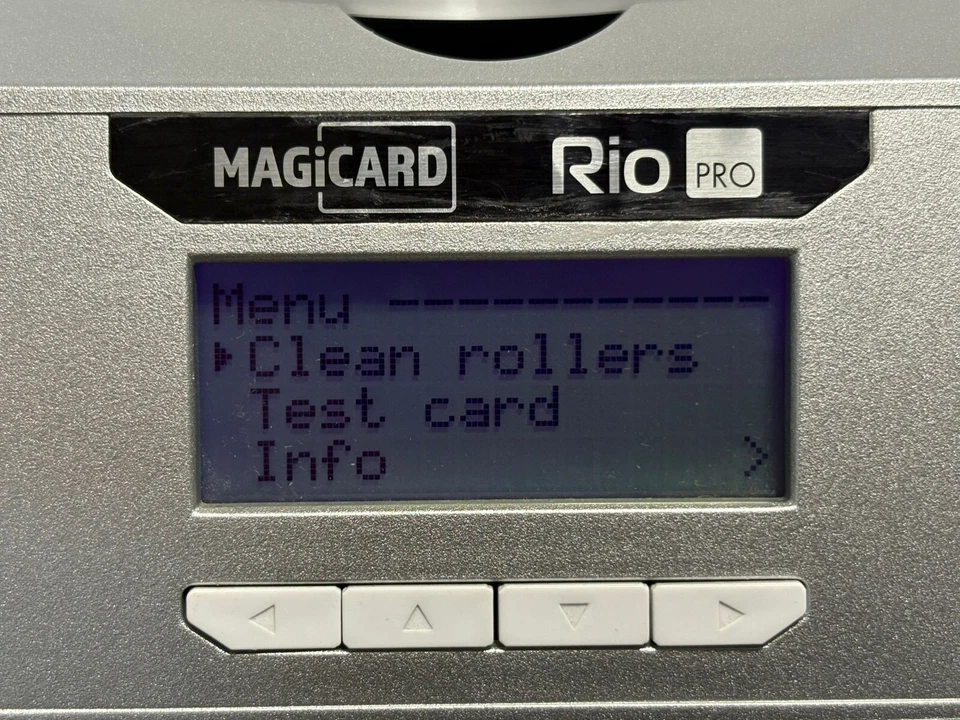 MAGiCARD Rio PRO
Menu -----------
▸Clean rollers
Test card
Info >